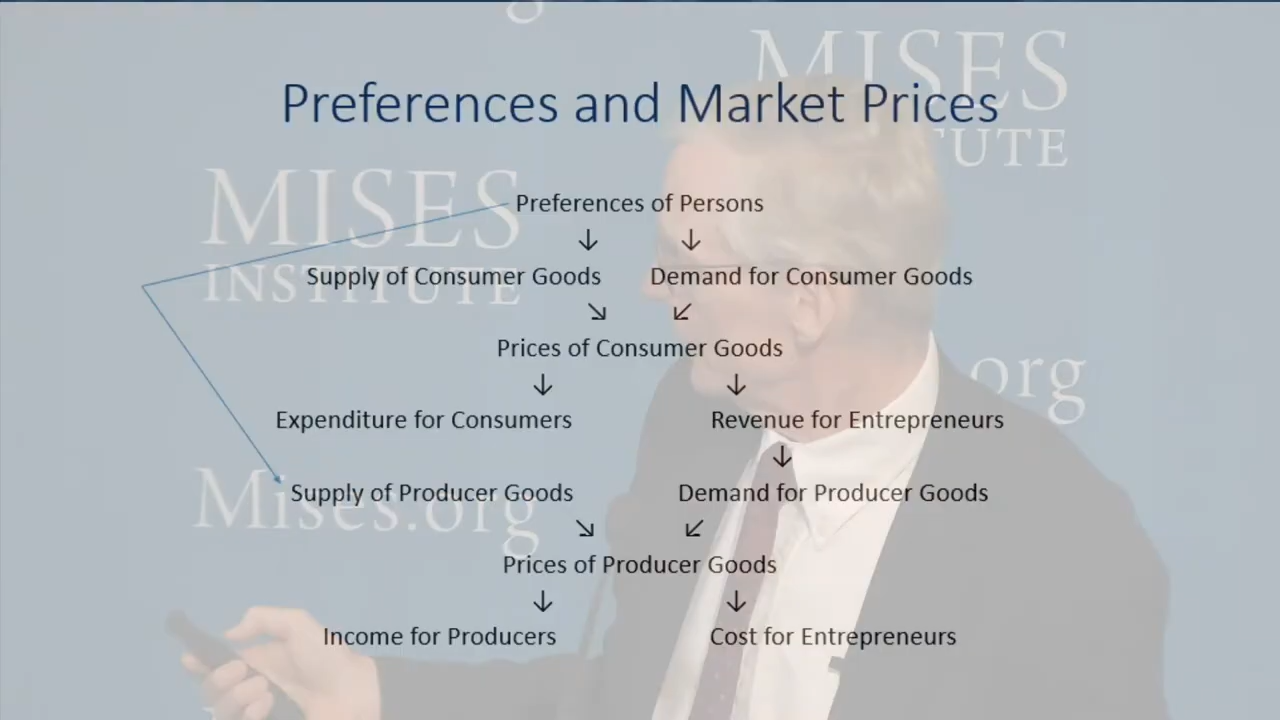 MISES
Preferences and Market Prices
TUTE
MISES
INSTITUTE
Preferences of Persons
↓ ↓
Supply of Consumer Goods Demand for Consumer Goods
↘ ↙
Prices of Consumer Goods
.org
↓ ↓
Expenditure for Consumers Revenue for Entrepreneurs
↓
Supply of Producer Goods Demand for Producer Goods
Mises.org
↘ ↙
Prices of Producer Goods
↓ ↓
Income for Producers Cost for Entrepreneurs